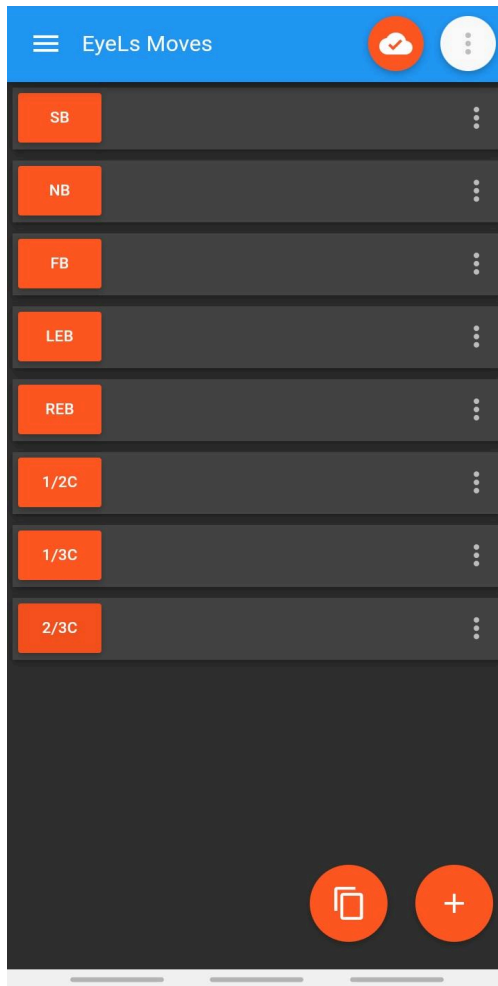 EyeLs Moves
SB
NB
FB
LEB
REB
1/2C
1/3C
2/3C